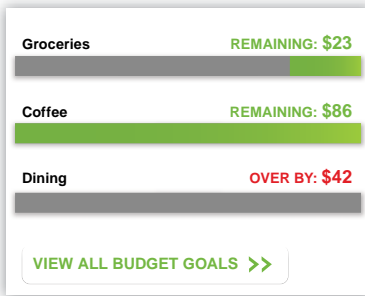 Groceries REMAINING: $23
Coffee REMAINING: $86
Dining OVER BY: $42
VIEW ALL BUDGET GOALS >>